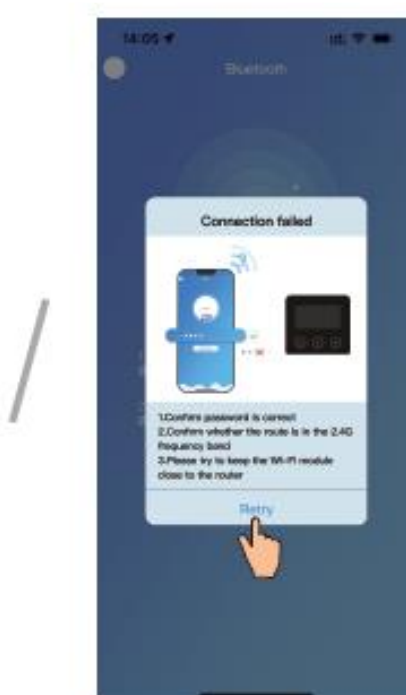 14:05
Bluetooth
Connection failed
1.Confirm password is correct
2.Confirm whether the route is in the 2.4G
frequency band
3.Please try to keep the Wi-Fi module
close to the router
Retry